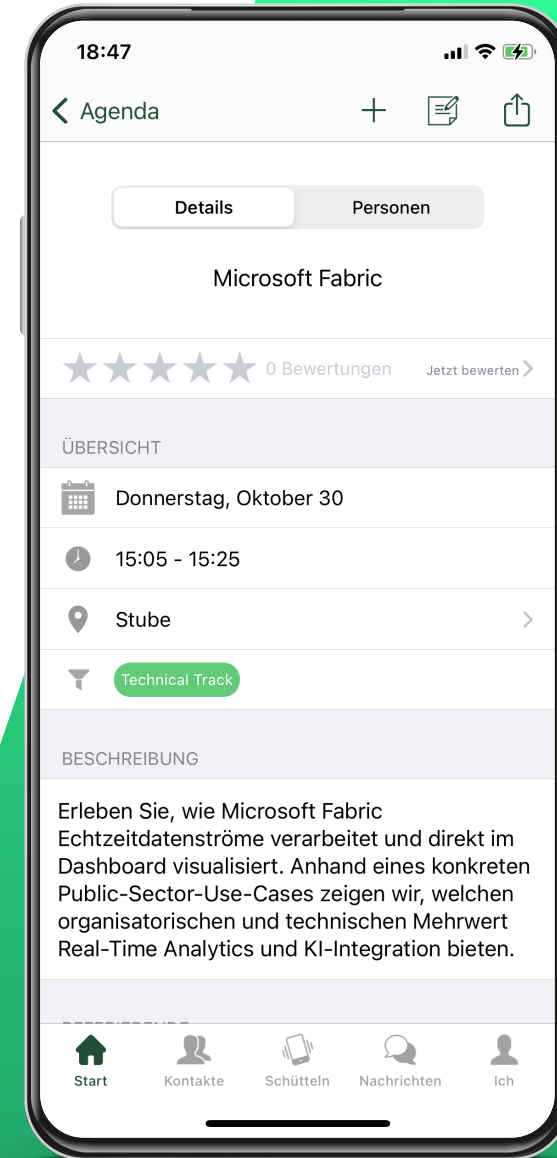 18:47
Agenda
Details
Personen
Microsoft Fabric
0 Bewertungen
Jetzt bewerten
ÜBERSICHT
Donnerstag, Oktober 30
15:05 - 15:25
Stube
Technical Track
BESCHREIBUNG
Erleben Sie, wie Microsoft Fabric
Echtzeitdatenströme verarbeitet und direkt im
Dashboard visualisiert. Anhand eines konkreten
Public-Sector-Use-Cases zeigen wir, welchen
organisatorischen und technischen Mehrwert
Real-Time Analytics und KI-Integration bieten.
Start
Kontakte
Schütteln
Nachrichten
Ich